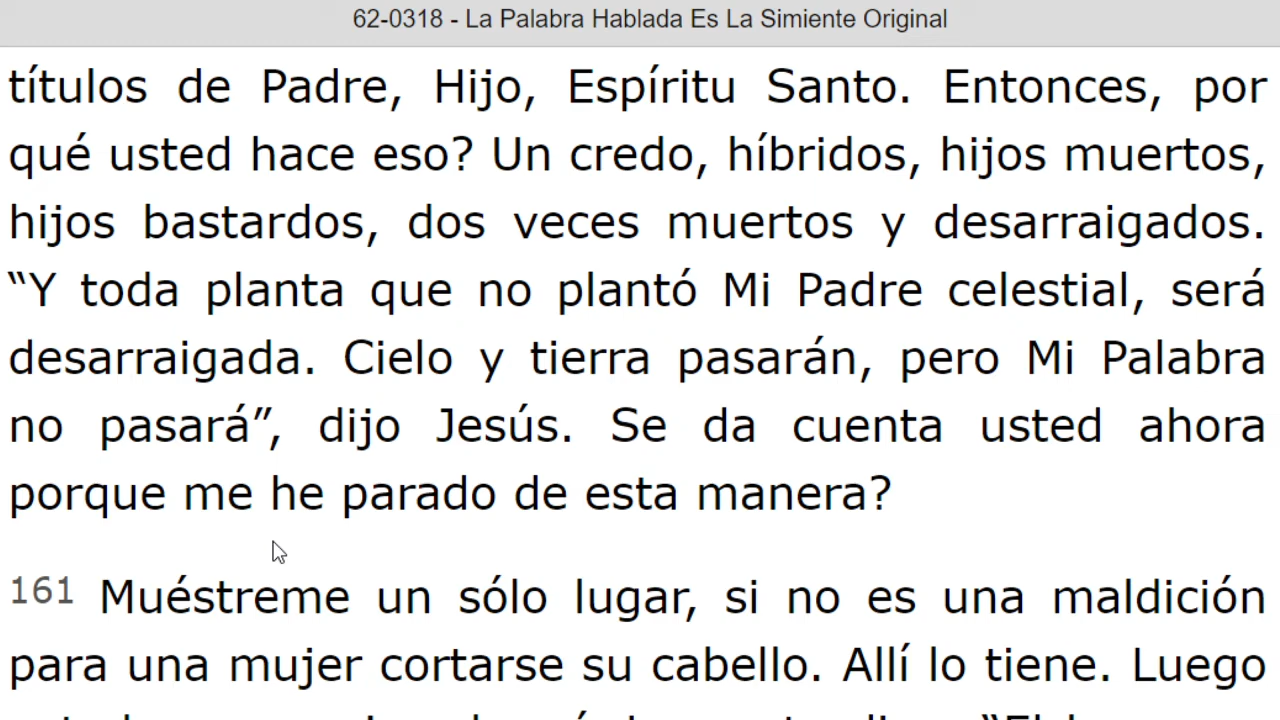 62-0318 - La Palabra Hablada Es La Simiente Original
títulos de Padre, Hijo, Espíritu Santo. Entonces, por
qué usted hace eso? Un credo, híbridos, hijos muertos,
hijos bastardos, dos veces muertos y desarraigados.
“Y toda planta que no plantó Mi Padre celestial, será
desarraigada. Cielo y tierra pasarán, pero Mi Palabra
no pasará”, dijo Jesús. Se da cuenta usted ahora
porque me he parado de esta manera?
161 Muéstreme un sólo lugar, si no es una maldición
para una mujer cortarse su cabello. Allí lo tiene. Luego